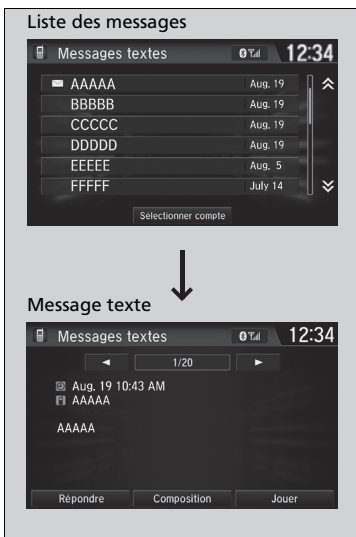 Liste des messages
Messages textes 12:34
AAAAA Aug. 19
BBBBB Aug. 19
CCCCC Aug. 19
DDDDD Aug. 19
EEEEE Aug. 5
FFFFF July 14
Sélectionner compte
Message texte
Messages textes 12:34
1/20
Aug. 19 10:43 AM
AAAAA
AAAAA
Répondre Composition Jouer